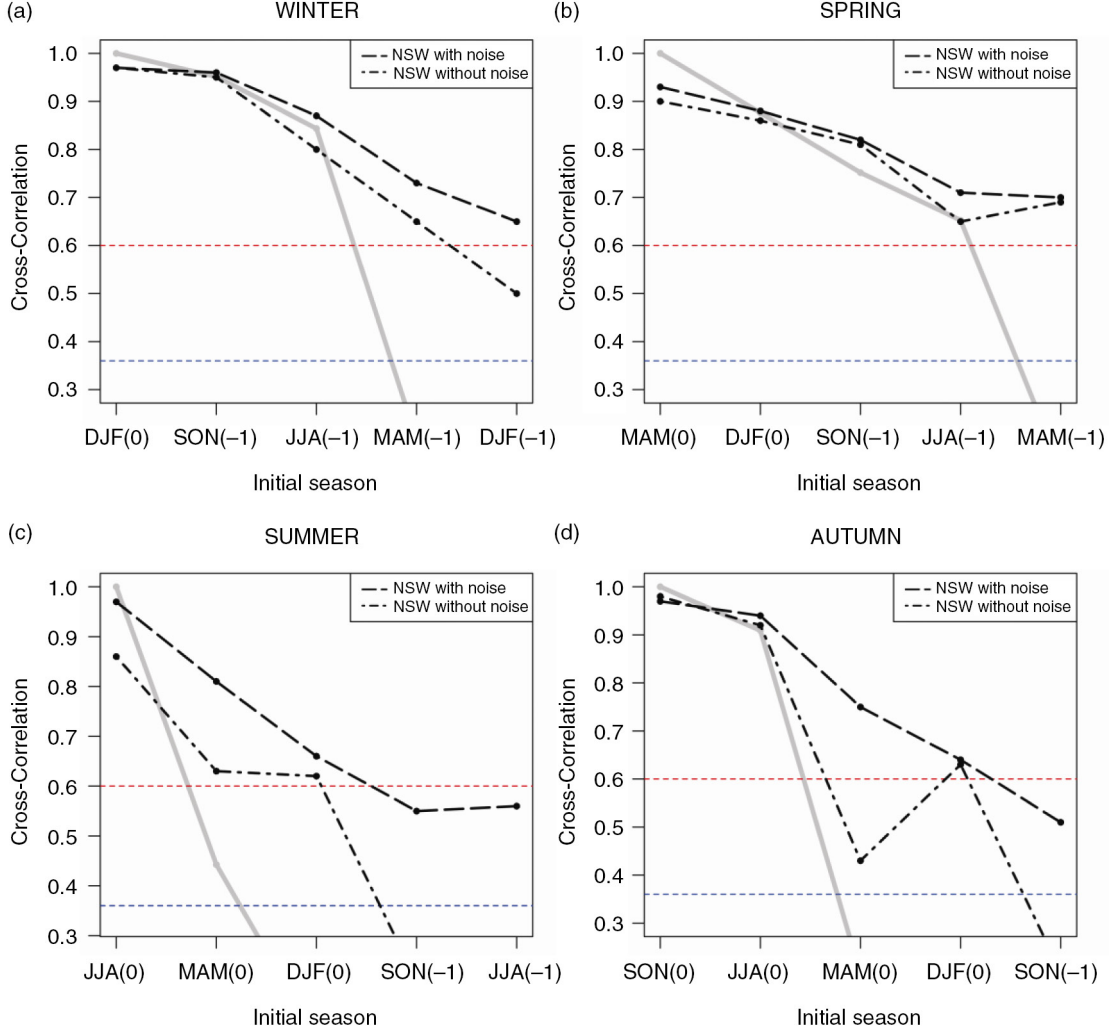 (a)
WINTER
NSW with noise
NSW without noise
Cross-Correlation
1.0
0.9
0.8
0.7
0.6
0.5
0.4
0.3
DJF(0) SON(–1) JJA(–1) MAM(–1) DJF(–1)
Initial season
(b)
SPRING
NSW with noise
NSW without noise
Cross-Correlation
1.0
0.9
0.8
0.7
0.6
0.5
0.4
0.3
MAM(0) DJF(0) SON(–1) JJA(–1) MAM(–1)
Initial season
(c)
SUMMER
NSW with noise
NSW without noise
Cross-Correlation
1.0
0.9
0.8
0.7
0.6
0.5
0.4
0.3
JJA(0) MAM(0) DJF(0) SON(–1) JJA(–1)
Initial season
(d)
AUTUMN
NSW with noise
NSW without noise
Cross-Correlation
1.0
0.9
0.8
0.7
0.6
0.5
0.4
0.3
SON(0) JJA(0) MAM(0) DJF(0) SON(–1)
Initial season